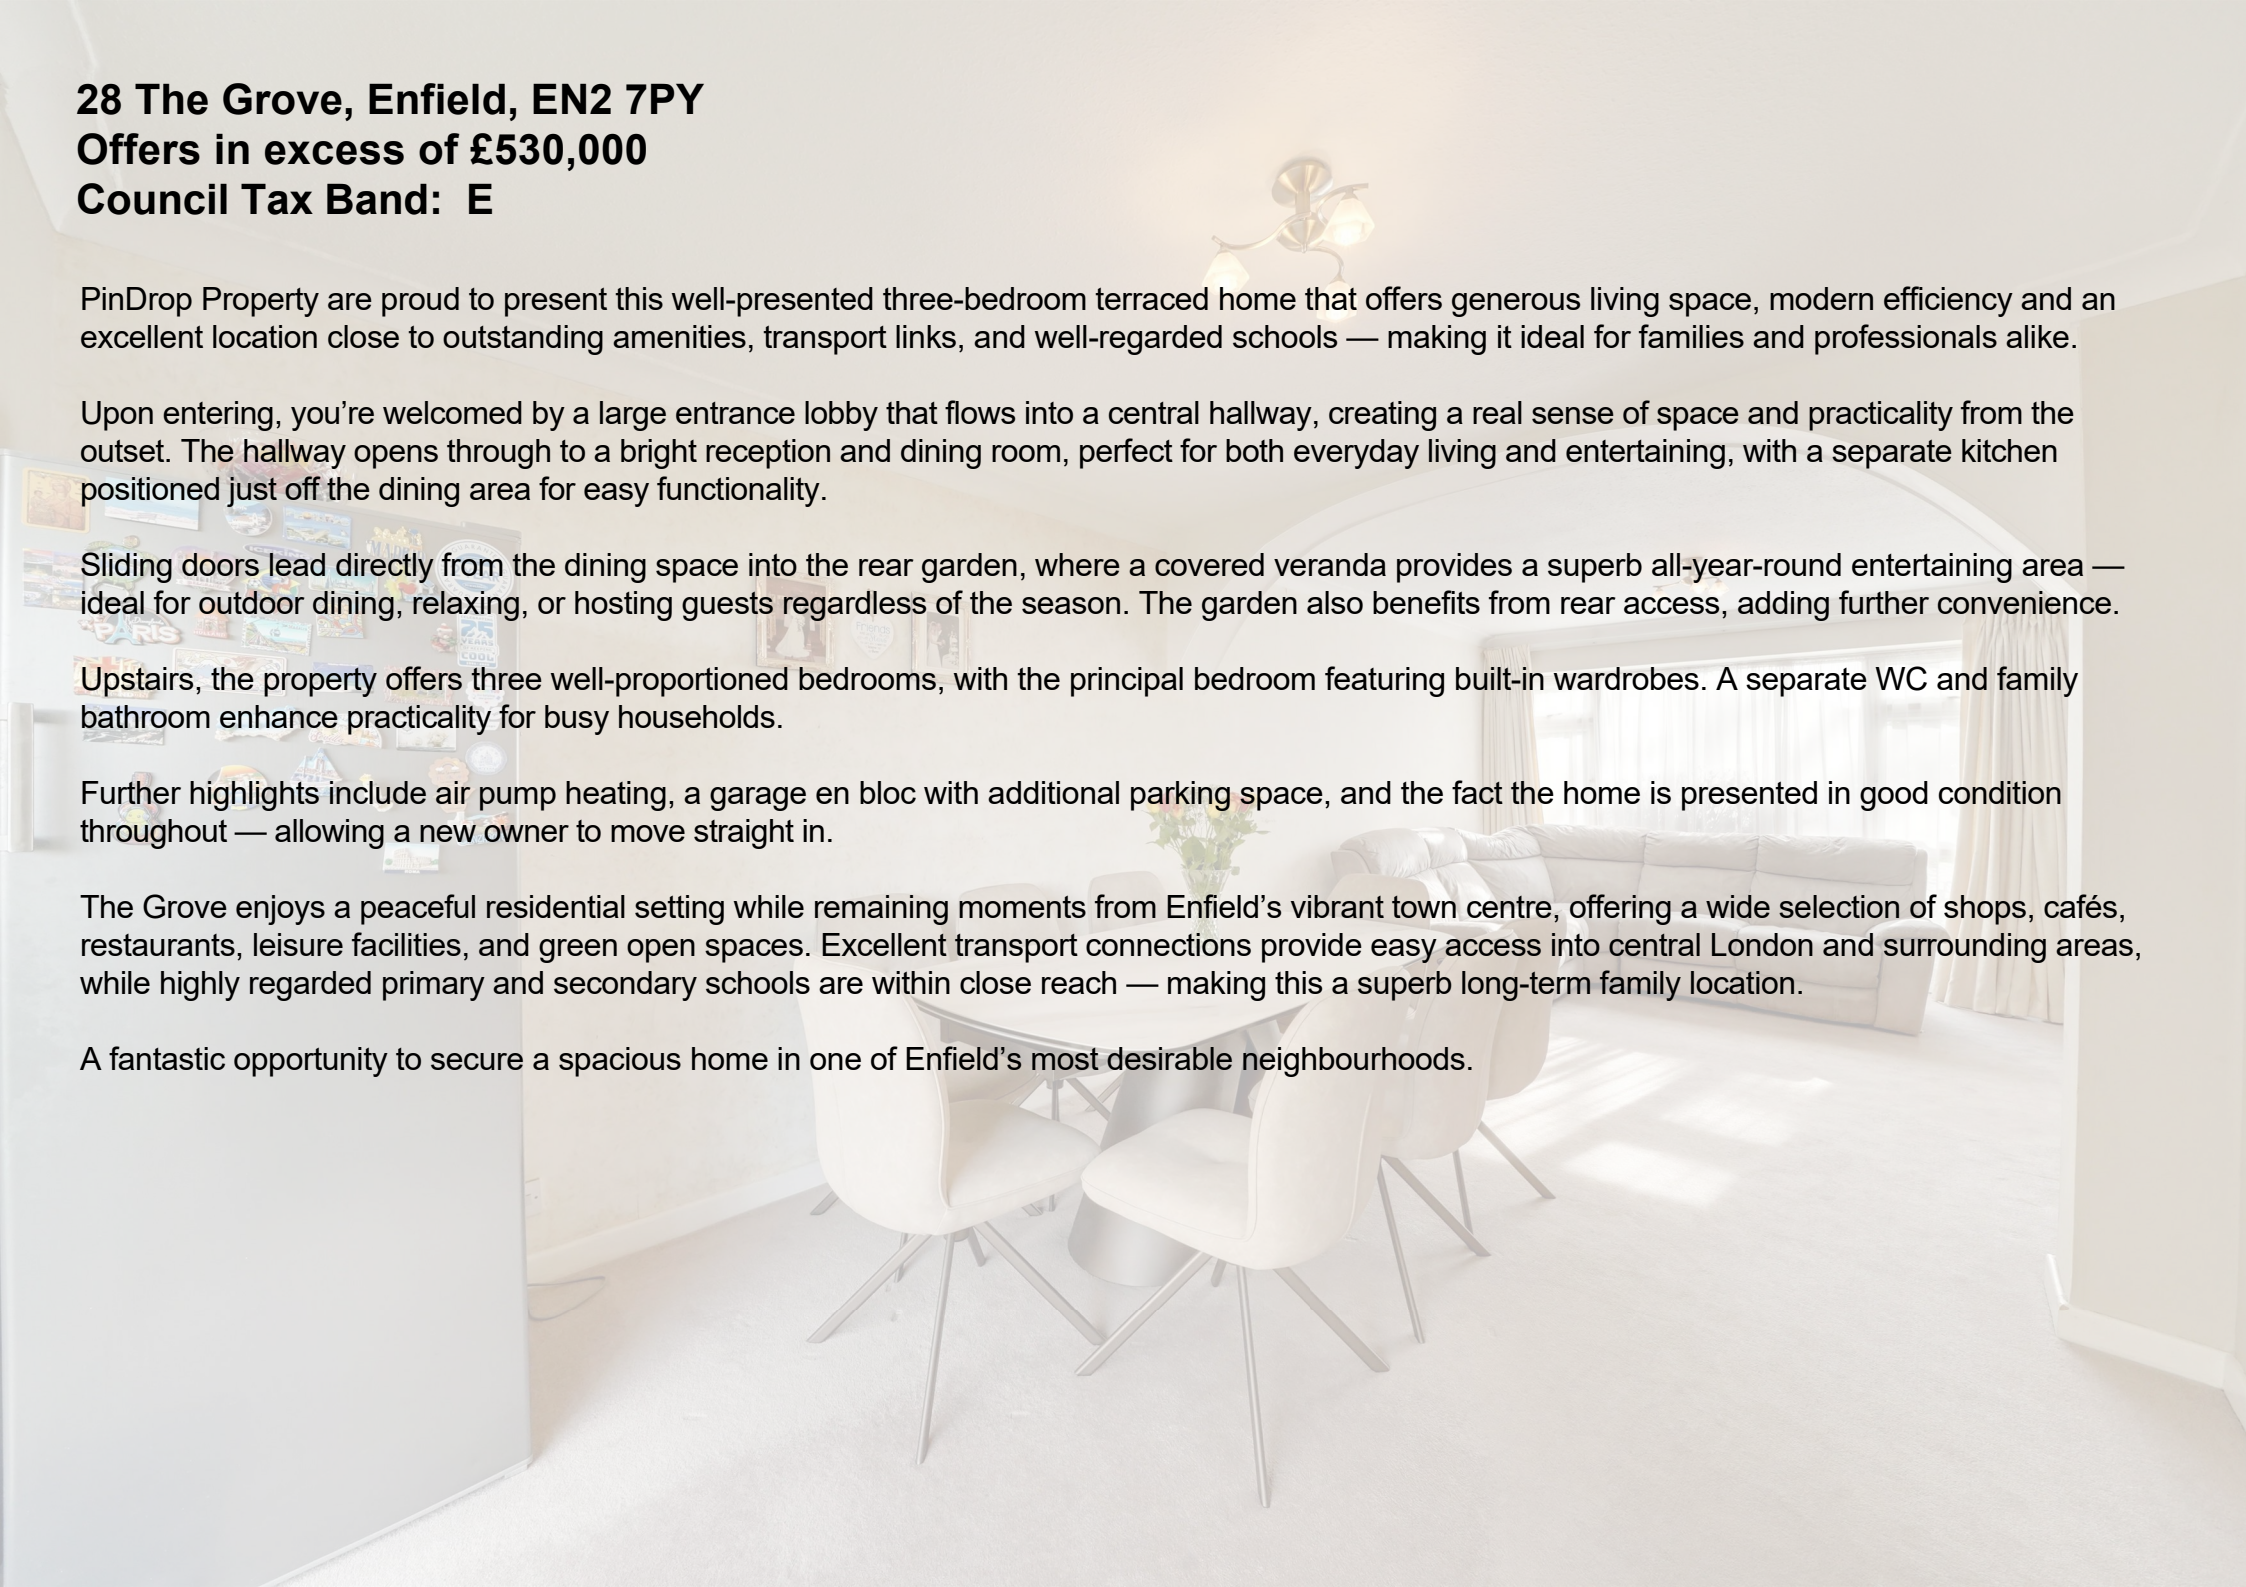 28 The Grove, Enfield, EN2 7PY
Offers in excess of £530,000
Council Tax Band:  E
PinDrop Property are proud to present this well-presented three-bedroom terraced home that offers generous living space, modern efficiency and an
excellent location close to outstanding amenities, transport links, and well-regarded schools — making it ideal for families and professionals alike.
Upon entering, you’re welcomed by a large entrance lobby that flows into a central hallway, creating a real sense of space and practicality from the
outset. The hallway opens through to a bright reception and dining room, perfect for both everyday living and entertaining, with a separate kitchen
positioned just off the dining area for easy functionality.
Sliding doors lead directly from the dining space into the rear garden, where a covered veranda provides a superb all-year-round entertaining area —
ideal for outdoor dining, relaxing, or hosting guests regardless of the season. The garden also benefits from rear access, adding further convenience.
Upstairs, the property offers three well-proportioned bedrooms, with the principal bedroom featuring built-in wardrobes. A separate WC and family
bathroom enhance practicality for busy households.
Further highlights include air pump heating, a garage en bloc with additional parking space, and the fact the home is presented in good condition
throughout — allowing a new owner to move straight in.
The Grove enjoys a peaceful residential setting while remaining moments from Enfield’s vibrant town centre, offering a wide selection of shops, cafés,
restaurants, leisure facilities, and green open spaces. Excellent transport connections provide easy access into central London and surrounding areas,
while highly regarded primary and secondary schools are within close reach — making this a superb long-term family location.
A fantastic opportunity to secure a spacious home in one of Enfield’s most desirable neighbourhoods.
PARIS
25
YEARS
COOL
Friends